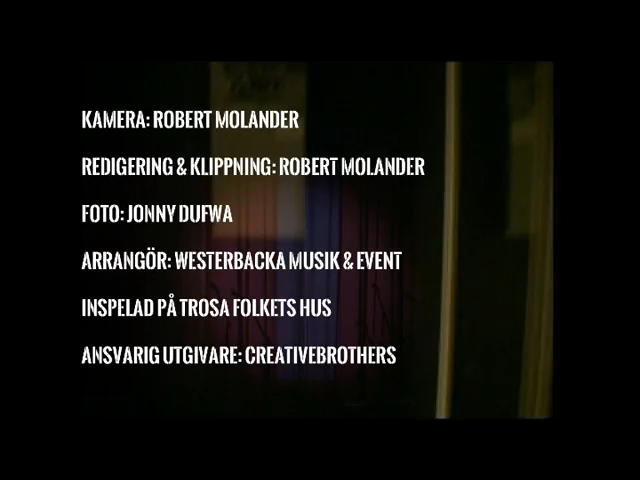 KAMERA: ROBERT MOLANDER
REDIGERING & KLIPPNING: ROBERT MOLANDER
FOTO: JONNY DUFWA
ARRANGÖR: WESTERBACKA MUSIK & EVENT
INSPELAD PÅ TROSA FOLKETS HUS
ANSVARIG UTGIVARE: CREATIVEBROTHERS